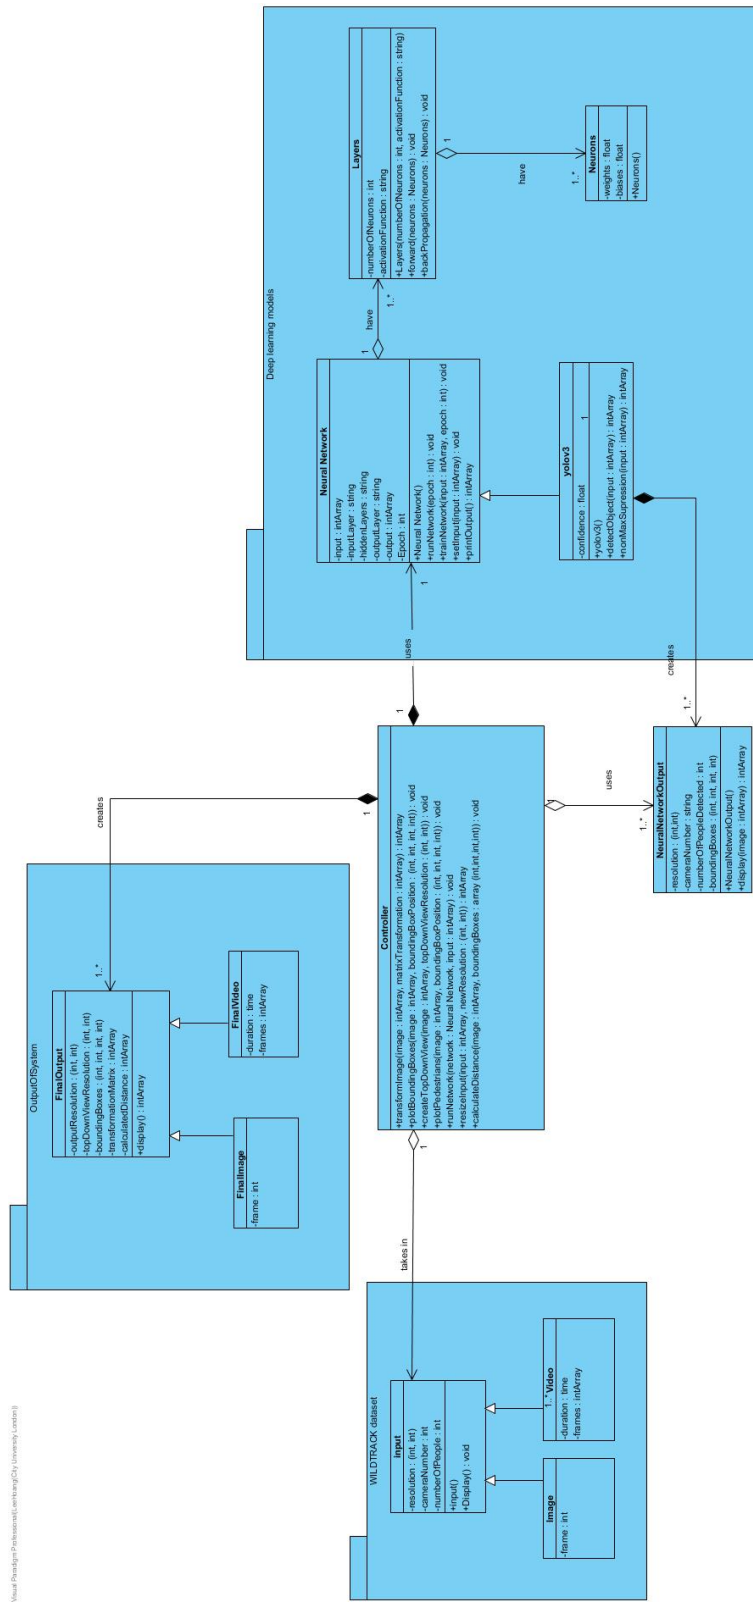 Visual Paradigm Professional(LeeHoang(City University London))
OutputOfSystem
FinalOutput
-outputResolution : (int, int)
-topDownViewResolution : (int, int)
-boundingBoxes : (int, int, int, int)
-transformationMatrix : intArray
-calculatedDistance : intArray
+display() : intArray
FinalImage
-frame : int
FinalVideo
-duration : time
-frames : intArray
1..*
creates
1
WILDTRACK dataset
input
-resolution : (int, int)
-cameraNumber : int
-numberOfPeople : int
+input()
+Display() : void
Image
-frame : int
1..*
Video
-duration : time
-frames : intArray
takes in
1
Controller
+transformImage(image : intArray, matrixTransformation : intArray) : intArray
+plotBoundingBoxes(image : intArray, boundingBoxPosition : (int, int, int, int)) : void
+createTopDownView(image : intArray, topDownViewResolution : (int, int)) : void
+plotPedestrians(image : intArray, boundingBoxPosition : (int, int, int, int)) : void
+runNetwork(network : Neural Network, input : intArray) : void
+resizeInput(input : intArray, newResolution : (int, int)) : intArray
+calculateDistance(image : intArray, boundingBoxes : array (int,int,int,int)) : void
1
uses
1
1
uses
1..*
NeuralNetworkOutput
-resolution : (int,int)
-cameraNumber : string
-numberOfPeopleDetected : int
-boundingBoxes : (int, int, int, int)
+NeuralNetworkOutput()
+display(image : intArray) : intArray
1..*
creates
Deep learning models
Neural Network
-input : intArray
-inputLayer : string
-hiddenLayers : string
-outputLayer : string
-output : intArray
-Epoch : int
+Neural Network()
+runNetwork(epoch : int) : void
+trainNetwork(input : intArray, epoch : int) : void
+setInput(input : intArray) : void
+printOutput() : intArray
1
have
1..*
Layers
-numberOfNeurons : int
-activationFunction : string
+Layers(numberOfNeurons : int, activationFunction : string)
+forward(neurons : Neurons) : void
+backPropagation(neurons : Neurons) : void
1
have
1..*
Neurons
-weights : float
-biases : float
+Neurons()
yolov3
-confidence : float
1
+yolov3()
+detectObject(input : intArray) : intArray
+nonMaxSupression(input : intArray) : intArray